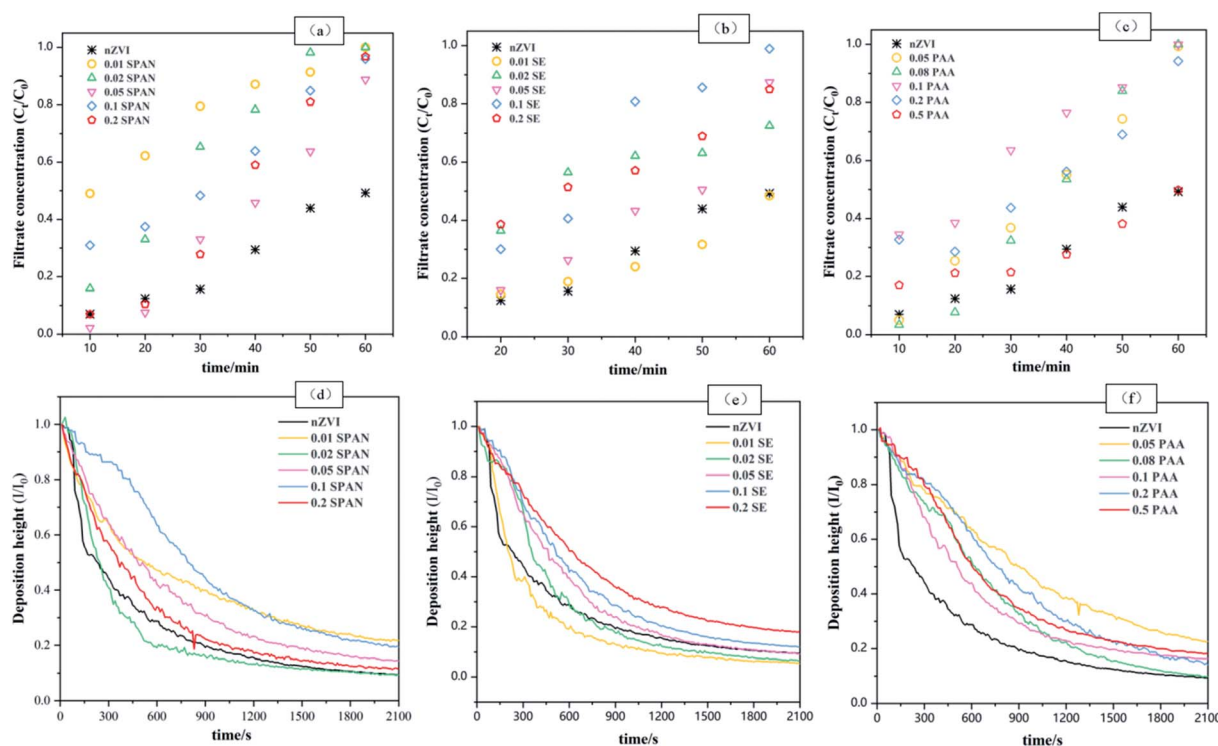 (a)
nZVI
0.01 SPAN
0.02 SPAN
0.05 SPAN
0.1 SPAN
0.2 SPAN
1.0
0.8
0.6
0.4
0.2
0.0
Filtrate concentration (Ct/C0)
10 20 30 40 50 60
time/min
(b)
nZVI
0.01 SE
0.02 SE
0.05 SE
0.1 SE
0.2 SE
1.0
0.8
0.6
0.4
0.2
0.0
Filtrate concentration (Ct/C0)
20 30 40 50 60
time/min
(c)
nZVI
0.05 PAA
0.08 PAA
0.1 PAA
0.2 PAA
0.5 PAA
1.0
0.8
0.6
0.4
0.2
0.0
Filtrate concentration (Ct/C0)
10 20 30 40 50 60
time/min
(d)
nZVI
0.01 SPAN
0.02 SPAN
0.05 SPAN
0.1 SPAN
0.2 SPAN
1.0
0.8
0.6
0.4
0.2
0.0
Deposition height (I/I0)
0 300 600 900 1200 1500 1800 2100
time/s
(e)
nZVI
0.01 SE
0.02 SE
0.05 SE
0.1 SE
0.2 SE
1.0
0.8
0.6
0.4
0.2
0.0
Deposition height (I/I0)
0 300 600 900 1200 1500 1800 2100
time/s
(f)
nZVI
0.05 PAA
0.08 PAA
0.1 PAA
0.2 PAA
0.5 PAA
1.0
0.8
0.6
0.4
0.2
0.0
Deposition height (I/I0)
0 300 600 900 1200 1500 1800 2100
time/s